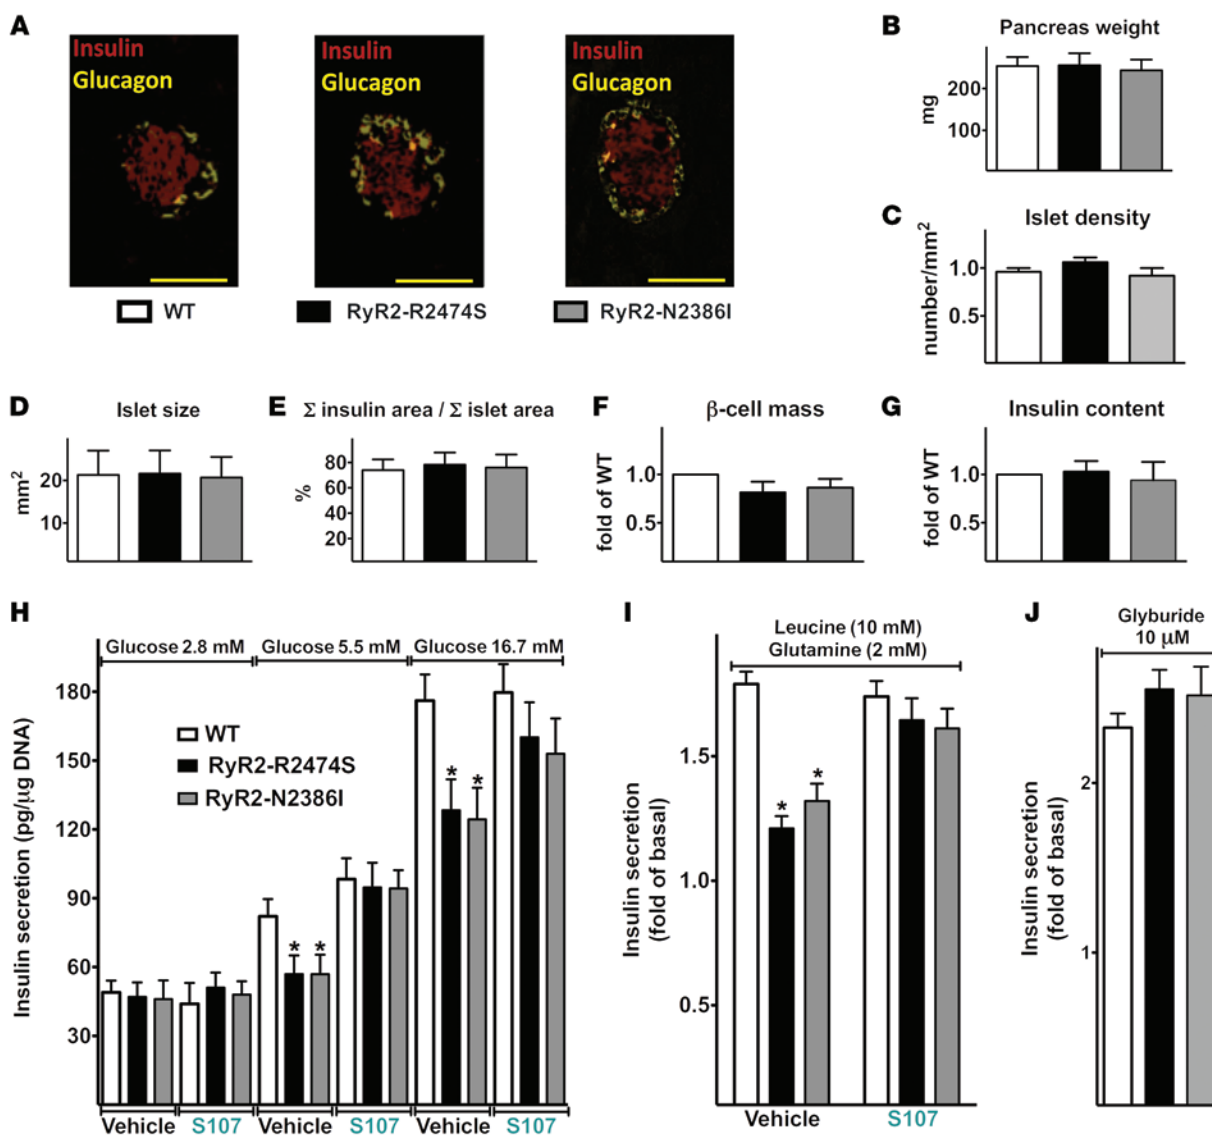 A
Insulin
Glucagon
Insulin
Glucagon
Insulin
Glucagon
WT
RyR2-R2474S
RyR2-N2386I
B
Pancreas weight
mg
200
100
C
Islet density
number/mm²
1.0
0.5
D
Islet size
mm²
20
10
E
Σ insulin area / Σ islet area
%
80
60
40
20
F
β-cell mass
fold of WT
1.0
0.5
G
Insulin content
fold of WT
1.0
0.5
H
Glucose 2.8 mM
Glucose 5.5 mM
Glucose 16.7 mM
Insulin secretion (pg/μg DNA)
180
150
120
90
60
30
WT
RyR2-R2474S
RyR2-N2386I
* *
* *
Vehicle
S107
Vehicle
S107
Vehicle
S107
I
Leucine (10 mM)
Glutamine (2 mM)
Insulin secretion
(fold of basal)
1.5
1.0
0.5
* *
Vehicle
S107
J
Glyburide
10 μM
Insulin secretion
(fold of basal)
2
1